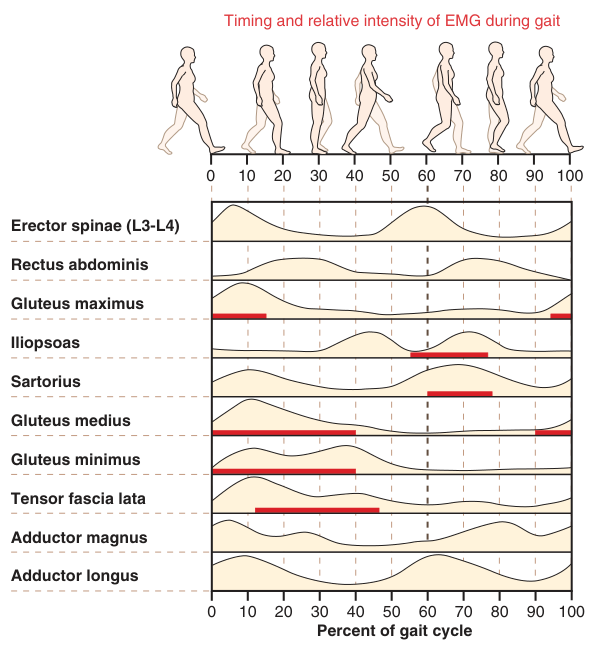 Timing and relative intensity of EMG during gait
0 10 20 30 40 50 60 70 80 90 100
Erector spinae (L3-L4)
Rectus abdominis
Gluteus maximus
Iliopsoas
Sartorius
Gluteus medius
Gluteus minimus
Tensor fascia lata
Adductor magnus
Adductor longus
0 10 20 30 40 50 60 70 80 90 100
Percent of gait cycle